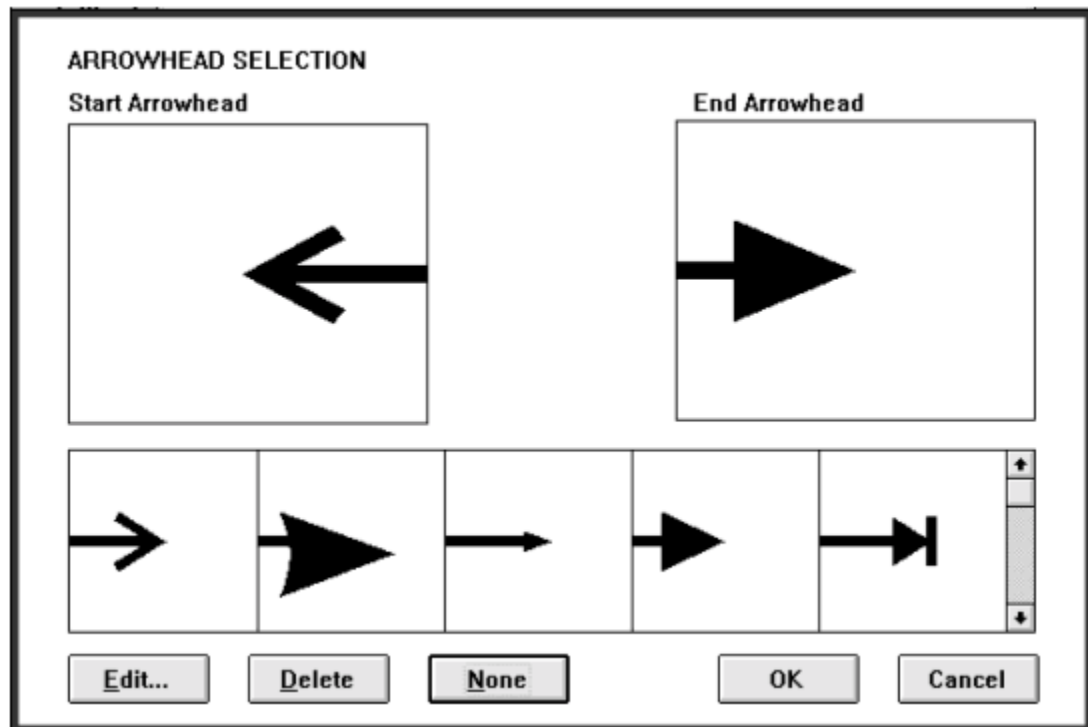 ARROWHEAD SELECTION
Start Arrowhead
End Arrowhead
Edit...
Delete
None
OK
Cancel